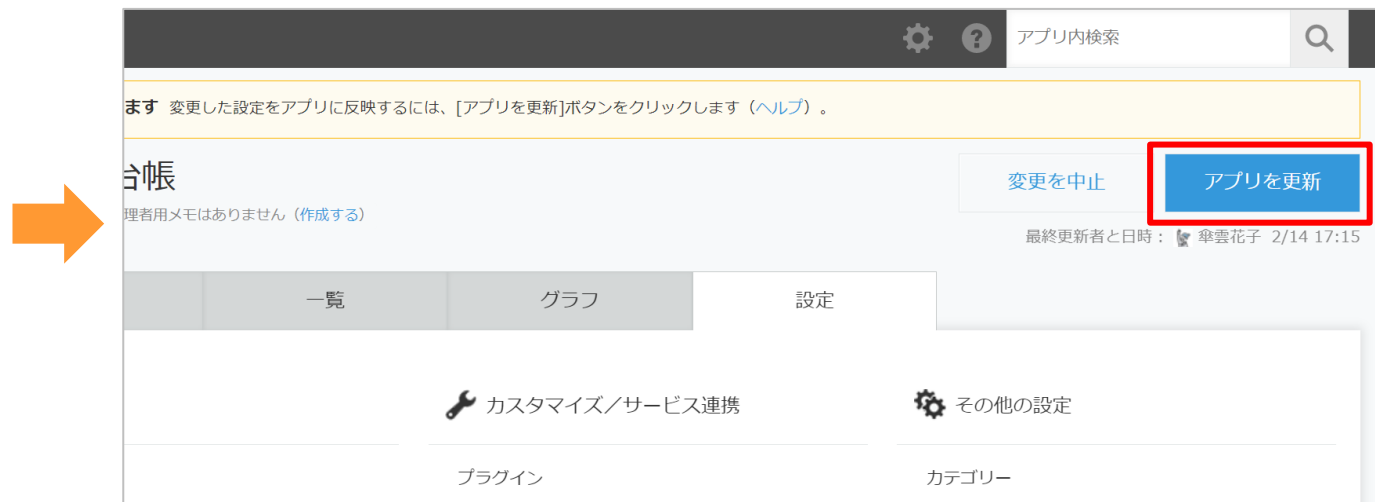 アプリ内検索
ます 変更した設定をアプリに反映するには、[アプリを更新]ボタンをクリックします（ヘルプ）。
台帳
変更を中止
アプリを更新
理者用メモはありません（作成する）
最終更新者と日時： 傘雲花子 2/14 17:15
一覧
グラフ
設定
カスタマイズ／サービス連携
その他の設定
プラグイン
カテゴリー